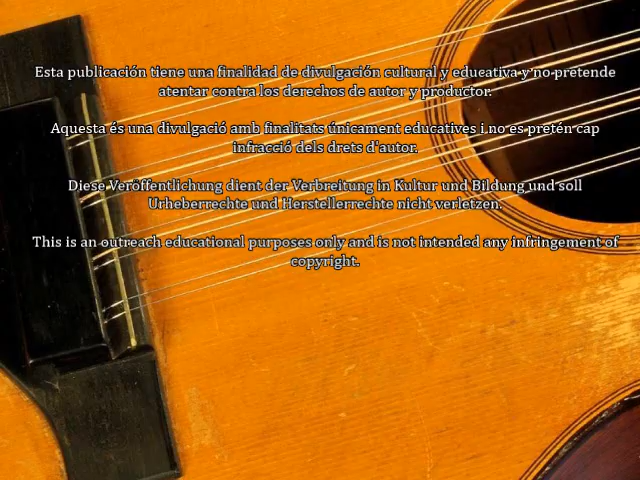 Esta publicación tiene una finalidad de divulgación cultural y educativa y no pretende
atentar contra los derechos de autor y productor.
Aquesta és una divulgació amb finalitats únicament educatives i no es pretén cap
infracció dels drets d'autor.
Diese Veröffentlichung dient der Verbreitung in Kultur und Bildung und soll
Urheberrechte und Herstellerrechte nicht verletzen.
This is an outreach educational purposes only and is not intended any infringement of
copyright.